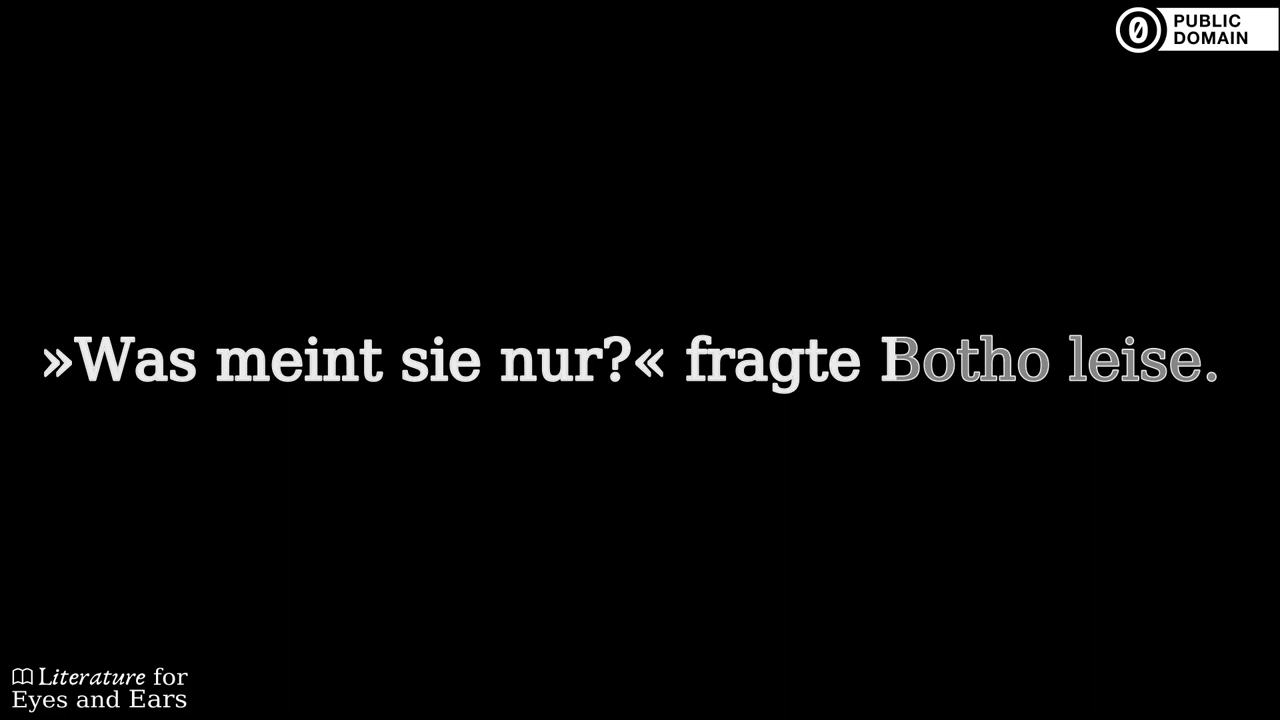 PUBLIC
DOMAIN
»Was meint sie nur?« fragte Botho leise.
Literature for
Eyes and Ears